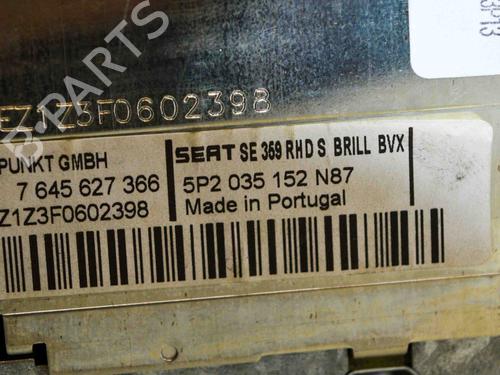 EZ1Z3F0602398
PUNKT GMBH
7 645 627 366
Z1Z3F0602398
SEAT SE 359 RHD S BRILL BVX
5P2 035 152 N87
Made in Portugal